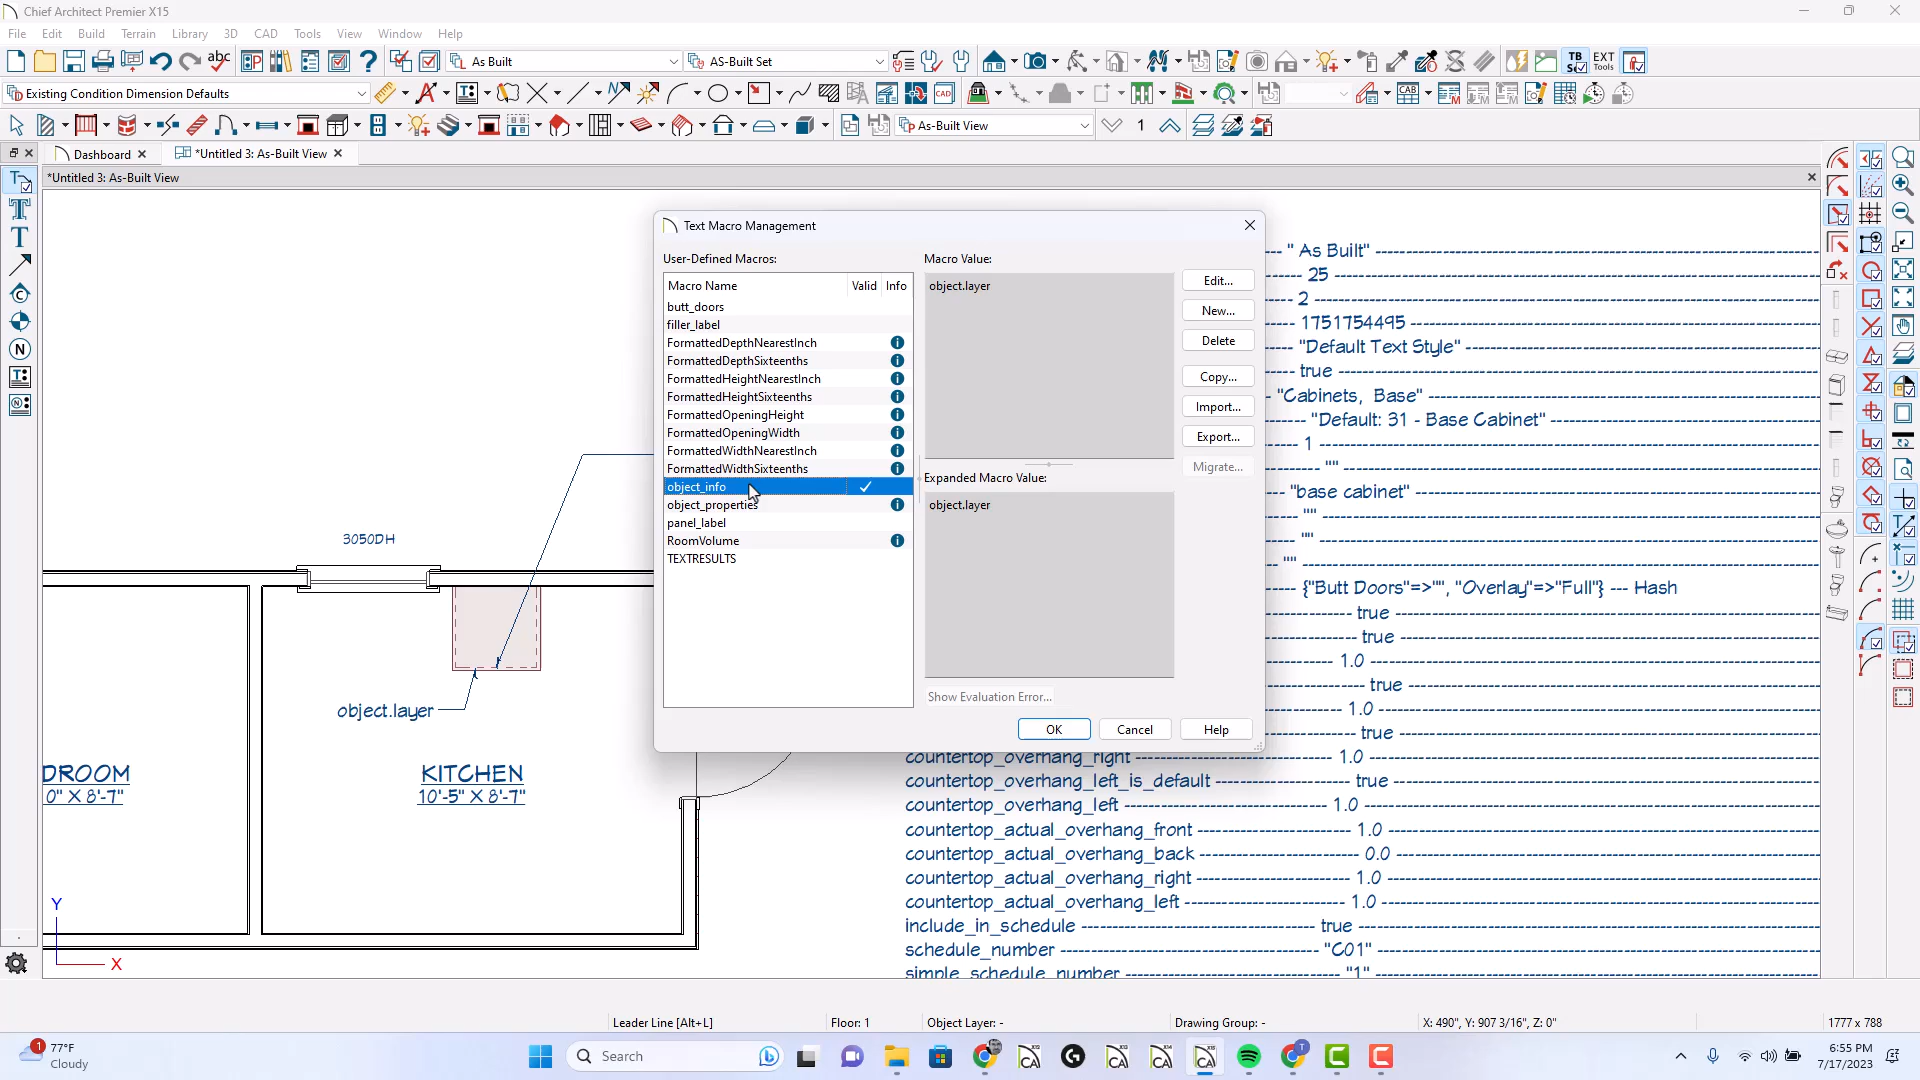 Chief Architect Premier X15
File Edit Build Terrain Library 3D CAD Tools View Window Help
As Built
AS-Built Set
TB
EXT
Tools
Existing Condition Dimension Defaults
CAD
CAB
As-Built View
1
Dashboard
*Untitled 3: As-Built View
*Untitled 3: As-Built View
Text Macro Management
User-Defined Macros:
Macro Name Valid Info
butt_doors
filler_label
FormattedDepthNearestInch
FormattedDepthSixteenths
FormattedHeightNearestInch
FormattedHeightSixteenths
FormattedOpeningHeight
FormattedOpeningWidth
FormattedWidthNearestInch
FormattedWidthSixteenths
object_info
object_properties
panel_label
RoomVolume
TEXTRESULTS
Macro Value:
object.layer
Expanded Macro Value:
object.layer
Show Evaluation Error...
Edit...
New...
Delete
Copy...
Import...
Export...
Migrate...
OK
Cancel
Help
3050DH
object.layer
DROOM
0" X 8'-7"
KITCHEN
10'-5" X 8'-7"
Y
X
--- " As Built" ---
--- 25 ---
--- 2 ---
--- 1751754495 ---
--- "Default Text Style" ---
--- true ---
- "Cabinets, Base" ---
--- "Default: 31 - Base Cabinet" ---
--- 1 ---
--- "" ---
--- "base cabinet" ---
--- "" ---
--- "" ---
--- "" ---
--- {"Butt Doors"=>"", "Overlay"=>"Full"} --- Hash
--- true ---
--- true ---
--- 1.0 ---
--- true ---
--- 1.0 ---
--- true ---
countertop_overhang_right --- 1.0 ---
countertop_overhang_left_is_default --- true ---
countertop_overhang_left --- 1.0 ---
countertop_actual_overhang_front --- 1.0 ---
countertop_actual_overhang_back --- 0.0 ---
countertop_actual_overhang_right --- 1.0 ---
countertop_actual_overhang_left --- 1.0 ---
include_in_schedule --- true ---
schedule_number --- "C01" ---
simple_schedule_number --- "1" ---
Leader Line [Alt+L]
Floor: 1
Object Layer: -
Drawing Group: -
X: 490", Y: 907 3/16", Z: 0"
1777 x 788
1
77°F
Cloudy
Search
6:55 PM
7/17/2023